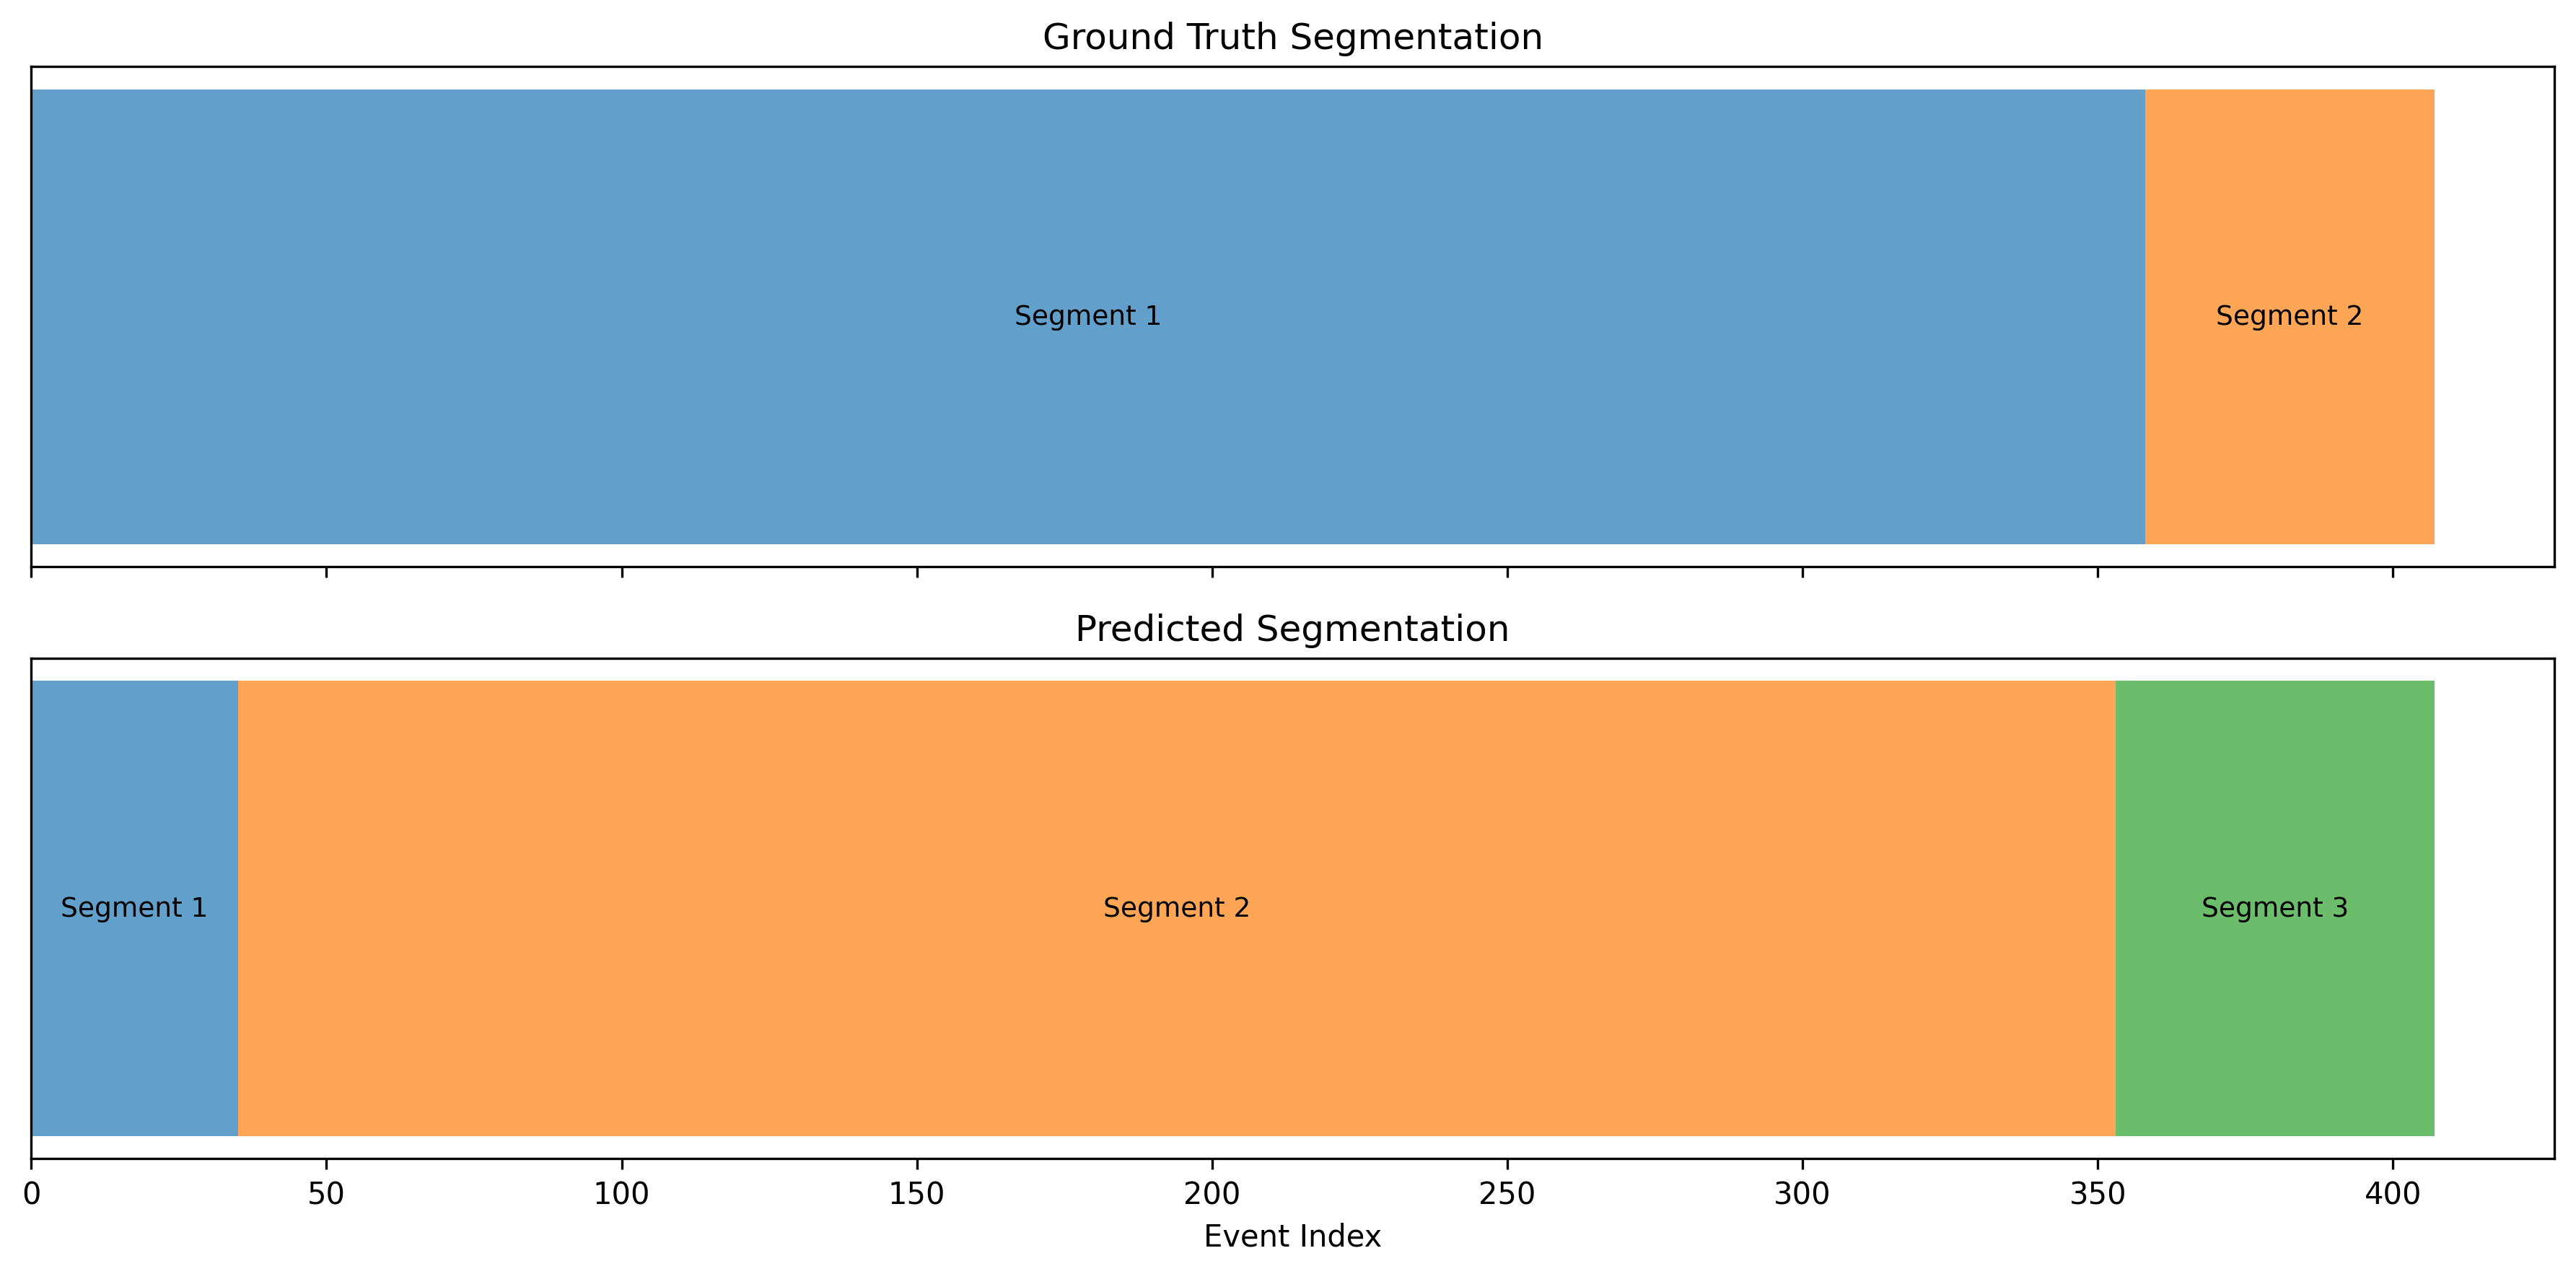 Ground Truth Segmentation
Segment 1
Segment 2
Predicted Segmentation
Segment 1
Segment 2
Segment 3
0 50 100 150 200 250 300 350 400
Event Index